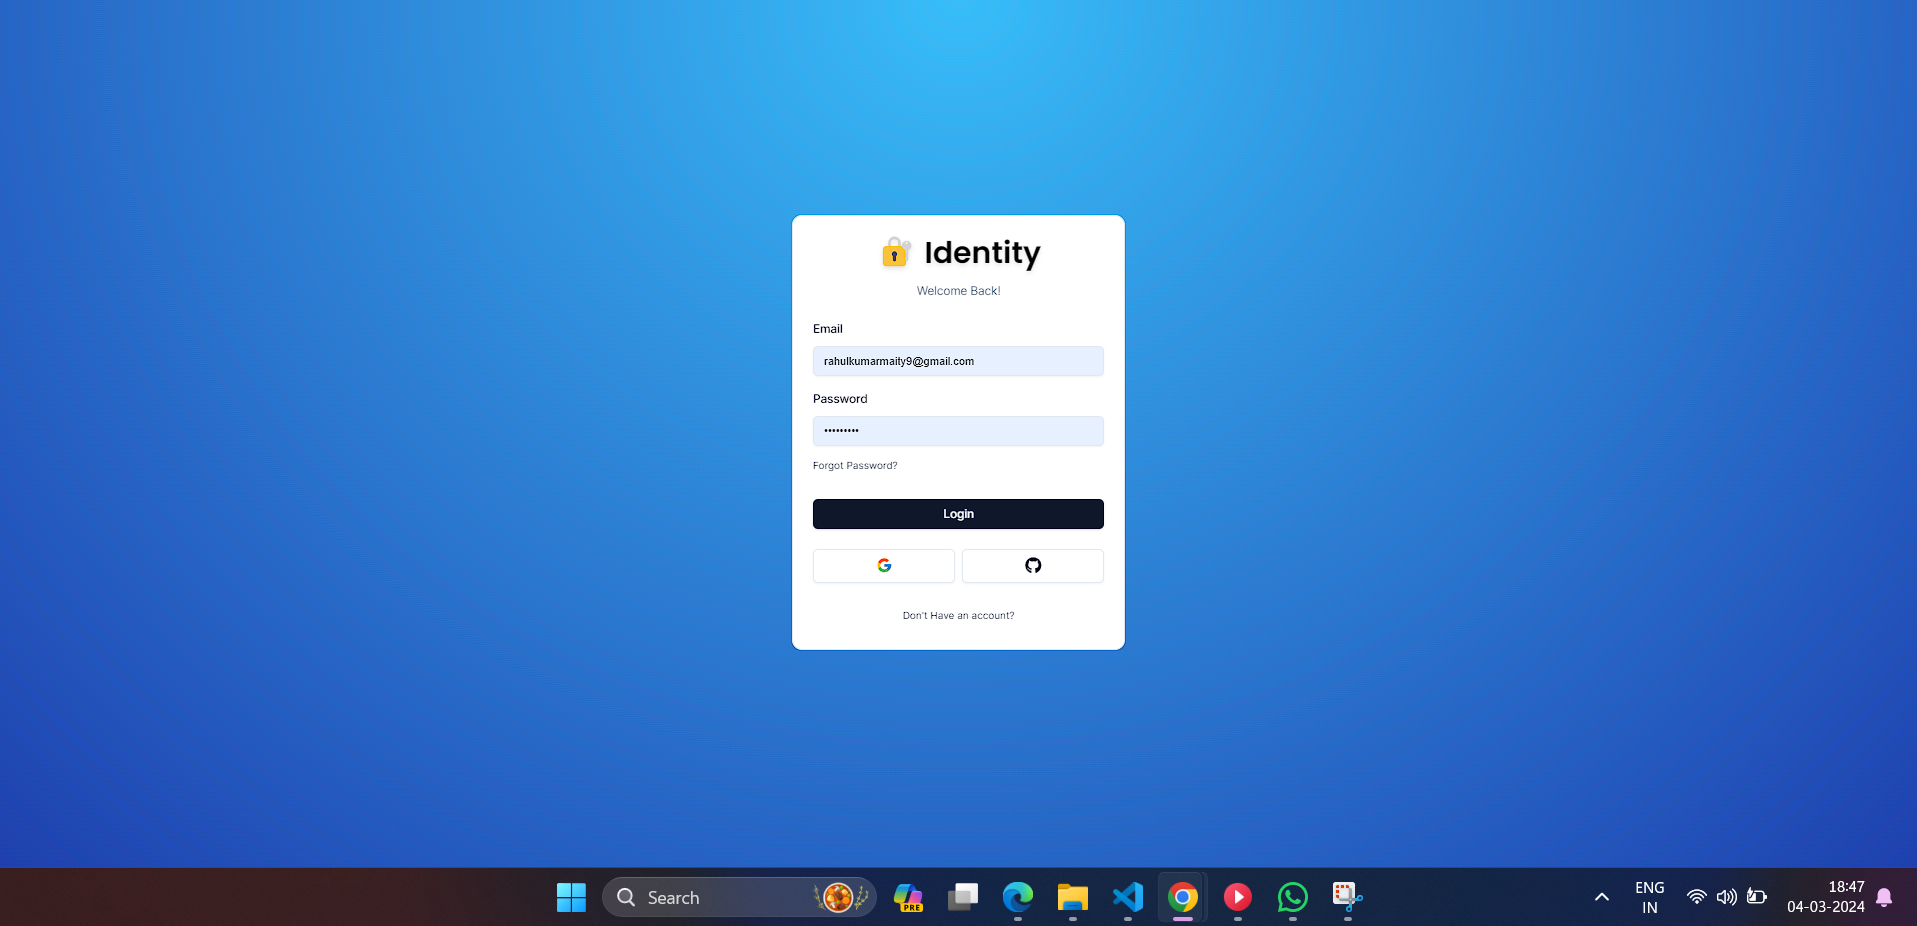 Identity
Welcome Back!
Email
rahulkumarmaity9@gmail.com
Password
•••••••••
Forgot Password?
Login
Don't Have an account?
Search
PRE
ENG
IN
18:47
04-03-2024